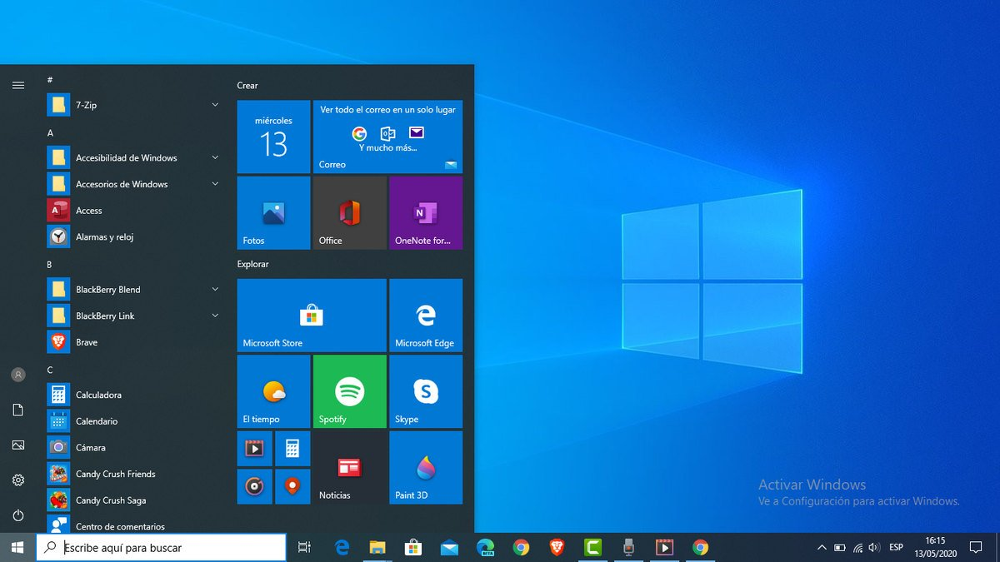 #
7-Zip
A
Accesibilidad de Windows
Accesorios de Windows
Access
Alarmas y reloj
B
BlackBerry Blend
BlackBerry Link
Brave
C
Calculadora
Calendario
Cámara
Candy Crush Friends
Candy Crush Saga
Centro de comentarios
Crear
miércoles
13
Ver todo el correo en un solo lugar
Y mucho más...
Correo
Fotos
Office
OneNote for...
Explorar
Microsoft Store
Microsoft Edge
El tiempo
Spotify
Skype
Noticias
Paint 3D
Activar Windows
Ve a Configuración para activar Windows.
Escribe aquí para buscar
BETA
ESP
16:15
13/05/2020